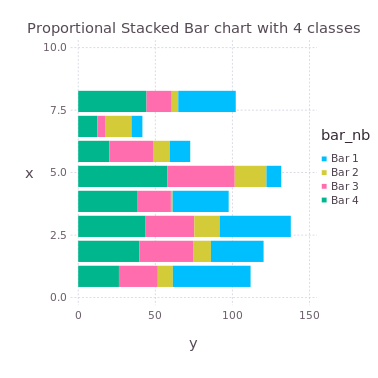 Proportional Stacked Bar chart with 4 classes
10.0
7.5
5.0
2.5
0.0
x
0
50
100
150
y
bar_nb
Bar 1
Bar 2
Bar 3
Bar 4